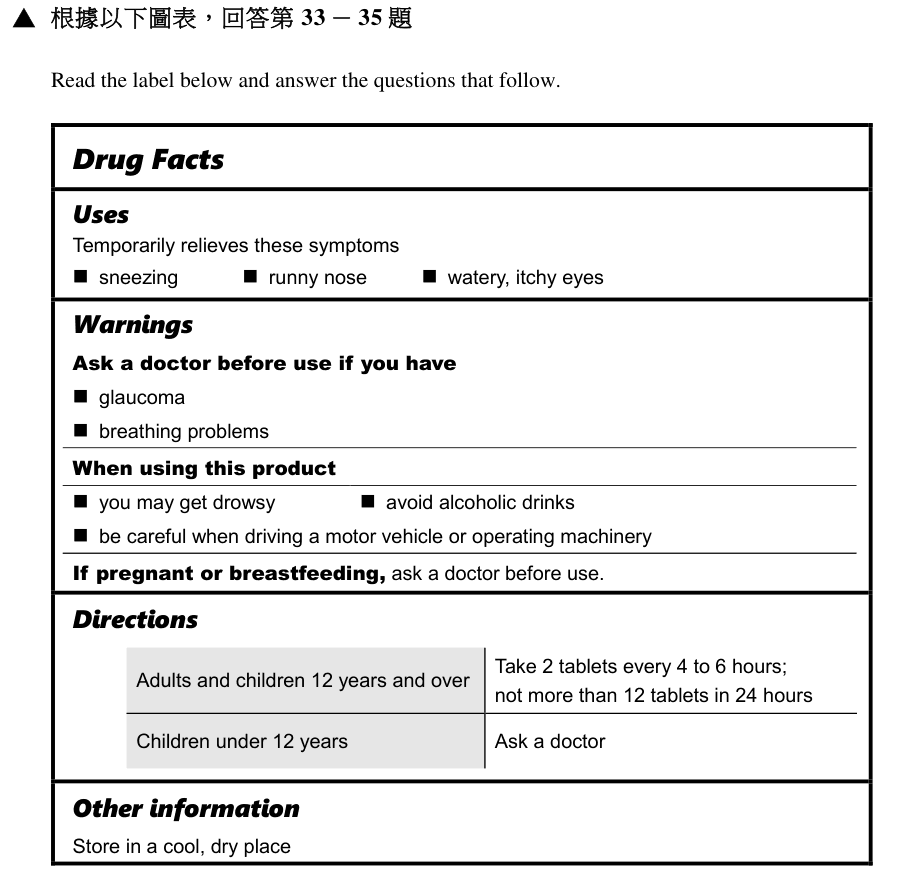 ▲ 根據以下圖表，回答第 33 － 35 題
Read the label below and answer the questions that follow.
Drug Facts
Uses
Temporarily relieves these symptoms
■ sneezing ■ runny nose ■ watery, itchy eyes
Warnings
Ask a doctor before use if you have
■ glaucoma
■ breathing problems
When using this product
■ you may get drowsy ■ avoid alcoholic drinks
■ be careful when driving a motor vehicle or operating machinery
If pregnant or breastfeeding, ask a doctor before use.
Directions
Adults and children 12 years and over
Take 2 tablets every 4 to 6 hours;
not more than 12 tablets in 24 hours
Children under 12 years
Ask a doctor
Other information
Store in a cool, dry place